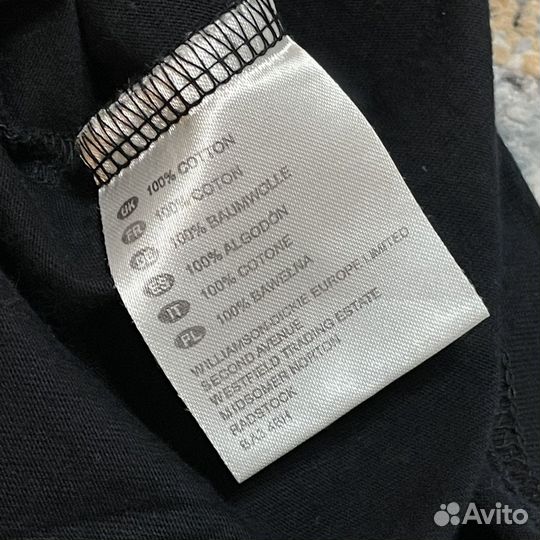 UK 100% COTTON
FR 100% COTON
DE 100% BAUMWOLLE
ES 100% ALGODÓN
IT 100% COTONE
PL 100% BAWEŁNA
WILLIAMSON-DICKIE EUROPE LIMITED
SECOND AVENUE
WESTFIELD TRADING ESTATE
MIDSOMER NORTON
RADSTOCK
BA3 4BH
Avito